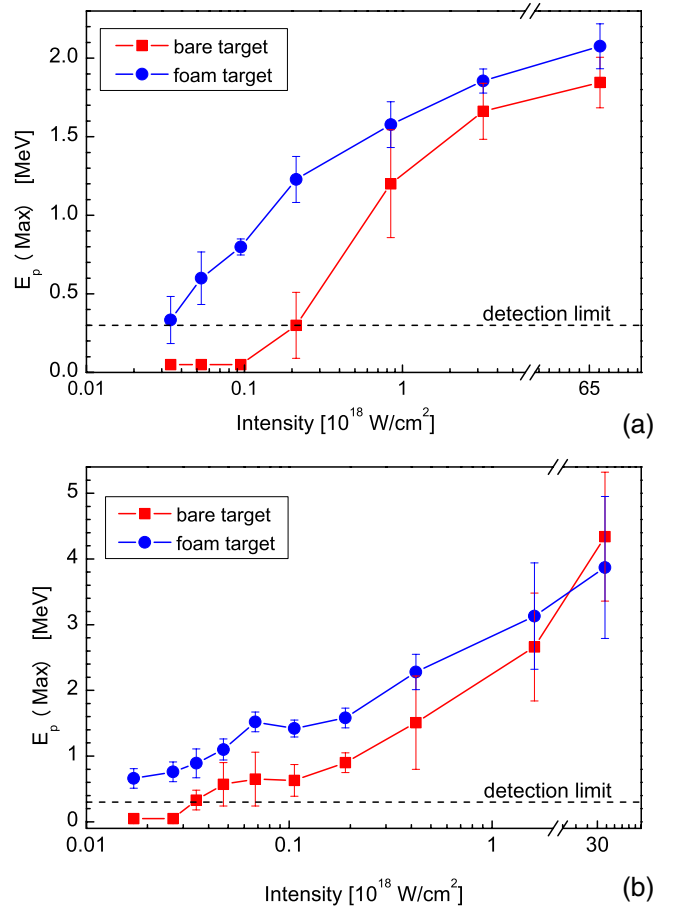 bare target
foam target
2.0
1.5
1.0
0.5
0.0
E_p (Max) [MeV]
detection limit
0.01
0.1
1
65
Intensity [10^18 W/cm^2]
(a)
bare target
foam target
5
4
3
2
1
0
E_p (Max) [MeV]
detection limit
0.01
0.1
1
30
Intensity [10^18 W/cm^2]
(b)